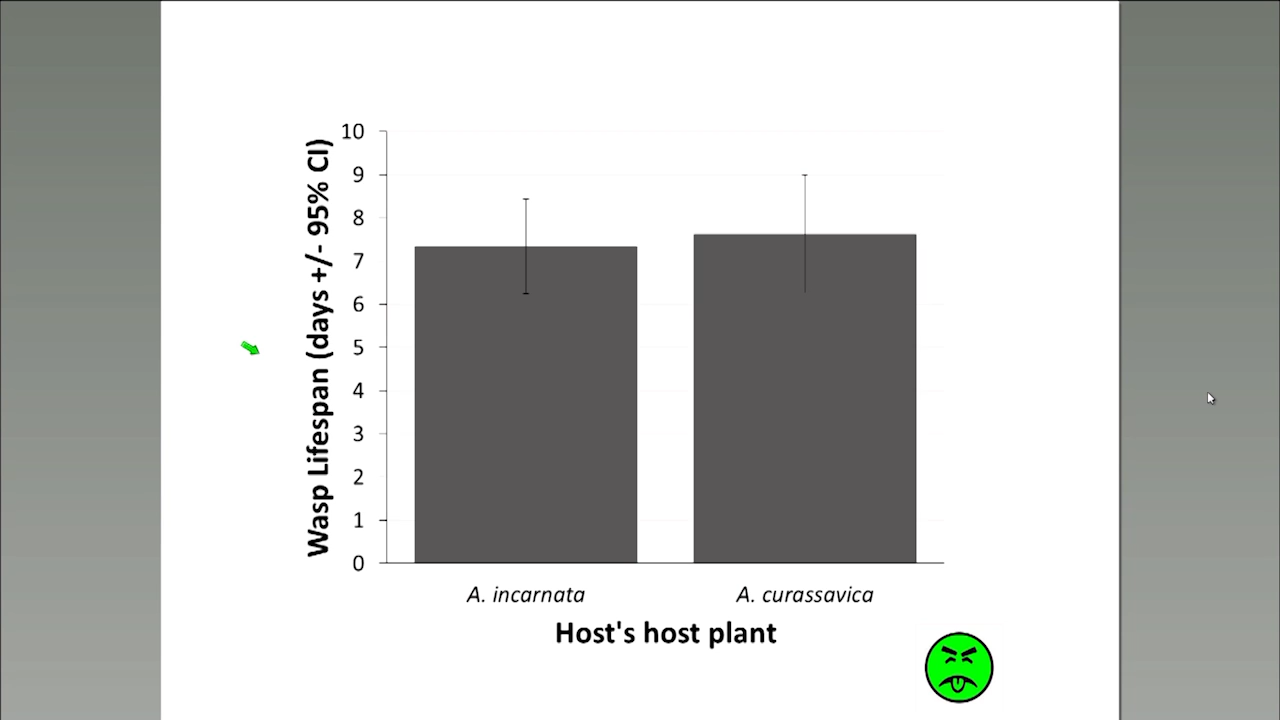 Wasp Lifespan (days +/- 95% CI)
10
9
8
7
6
5
4
3
2
1
0
A. incarnata
A. curassavica
Host's host plant